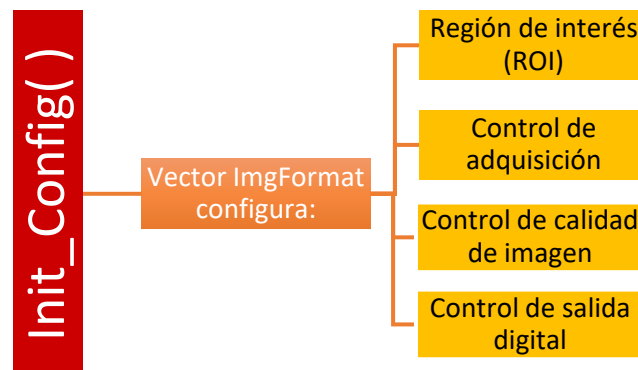 Init_Config( )
Vector ImgFormat
configura:
Región de interés
(ROI)
Control de
adquisición
Control de calidad
de imagen
Control de salida
digital